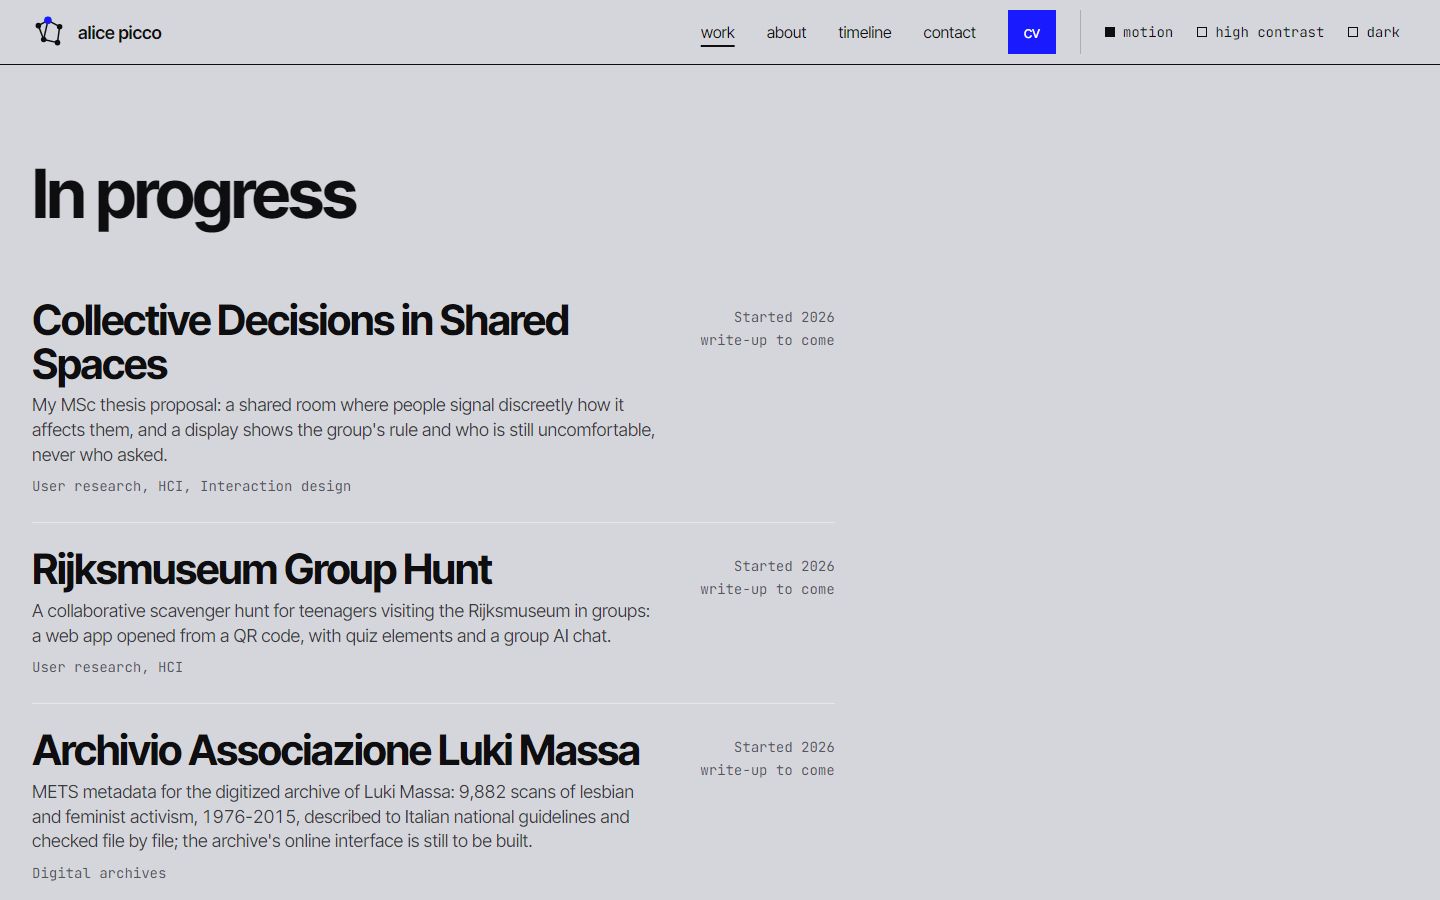 alice picco
work
about
timeline
contact
cv
motion
high contrast
dark
In progress
Collective Decisions in Shared
Spaces
Started 2026
write-up to come
My MSc thesis proposal: a shared room where people signal discreetly how it
affects them, and a display shows the group's rule and who is still uncomfortable,
never who asked.
User research, HCI, Interaction design
Rijksmuseum Group Hunt
Started 2026
write-up to come
A collaborative scavenger hunt for teenagers visiting the Rijksmuseum in groups:
a web app opened from a QR code, with quiz elements and a group AI chat.
User research, HCI
Archivio Associazione Luki Massa
Started 2026
write-up to come
METS metadata for the digitized archive of Luki Massa: 9,882 scans of lesbian
and feminist activism, 1976-2015, described to Italian national guidelines and
checked file by file; the archive's online interface is still to be built.
Digital archives